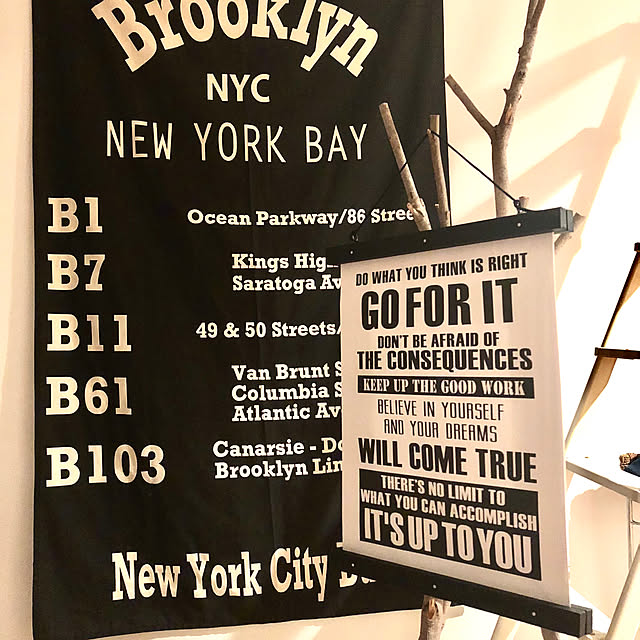 Brooklyn
NYC
NEW YORK BAY
B1 Ocean Parkway/86
B7 Kings
Saratoga
B11 49 & 50 Streets/
B61 Van Brunt
Columbia
Atlantic
B103 Canarsie -
Brooklyn
New York City
DO WHAT YOU THINK IS RIGHT
GO FOR IT
DON'T BE AFRAID OF
THE CONSEQUENCES
KEEP UP THE GOOD WORK
BELIEVE IN YOURSELF
AND YOUR DREAMS
WILL COME TRUE
THERE'S NO LIMIT TO
WHAT YOU CAN ACCOMPLISH
IT'S UP TO YOU